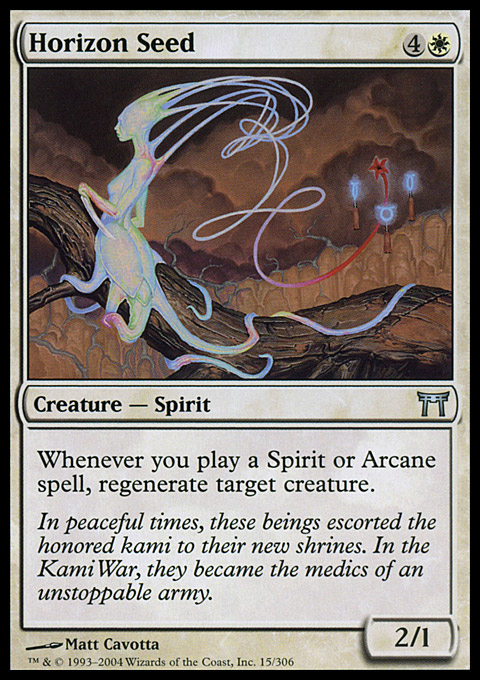 Horizon Seed 4
Creature — Spirit
Whenever you play a Spirit or Arcane
spell, regenerate target creature.
In peaceful times, these beings escorted the
honored kami to their new shrines. In the
Kami War, they became the medics of an
unstoppable army.
Matt Cavotta
2/1
™ & © 1993–2004 Wizards of the Coast, Inc. 15/306